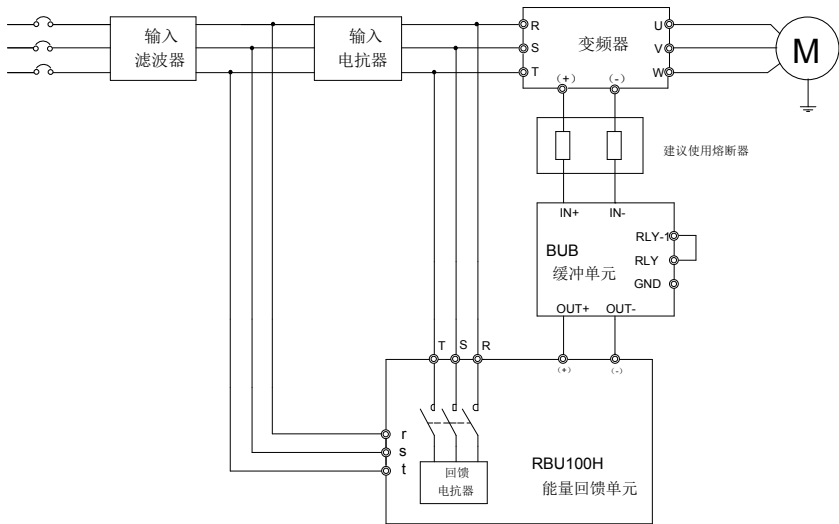 输入
滤波器
输入
电抗器
R
S
T
变频器
U
V
W
(+)
(-)
M
建议使用熔断器
IN+
IN-
BUB
缓冲单元
RLY-1
RLY
GND
OUT+
OUT-
T
S
R
(+)
(-)
r
s
t
回馈
电抗器
RBU100H
能量回馈单元